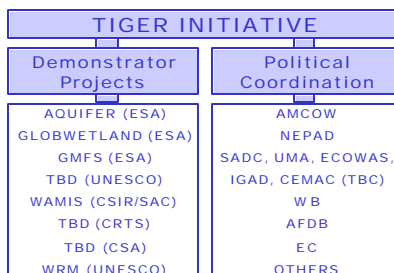 TIGER INITIATIVE
Demonstrator
Projects
AQUIFER (ESA)
GLOBWETLAND (ESA)
GMFS (ESA)
TBD (UNESCO)
WAMIS (CSIR/SAC)
TBD (CRTS)
TBD (CSA)
WRM (UNESCO)
Political
Coordination
AMCOW
NEPAD
SADC, UMA, ECOWAS,
IGAD, CEMAC (TBC)
WB
AFDB
EC
OTHERS